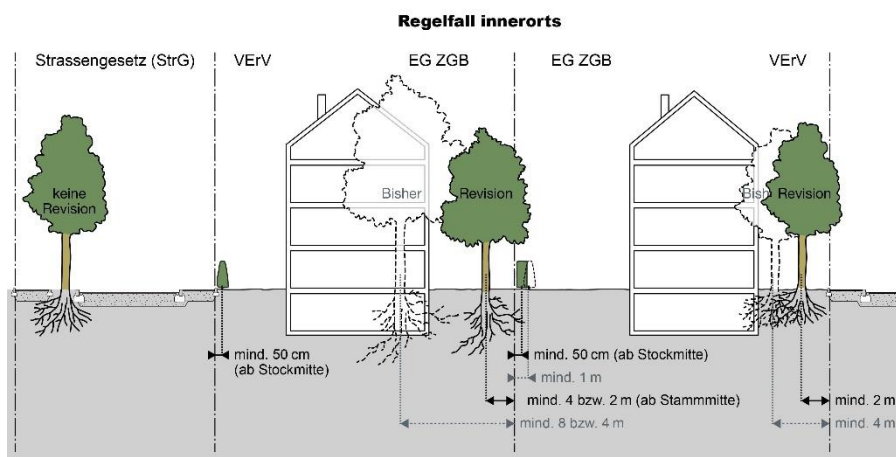 Regelfall innerorts
Strassengesetz (StrG)
VErV
EG ZGB
EG ZGB
VErV
keine
Revision
Bisher
Revision
Bish
Revision
mind. 50 cm
(ab Stockmitte)
mind. 50 cm (ab Stockmitte)
mind. 1 m
mind. 4 bzw. 2 m (ab Stammmitte)
mind. 2 m
mind. 8 bzw. 4 m
mind. 4 m